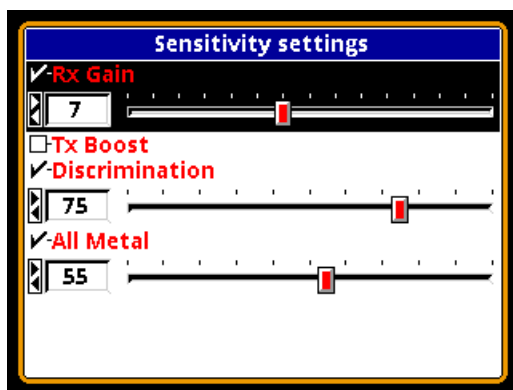 Sensitivity settings
Rx Gain
7
Tx Boost
Discrimination
75
All Metal
55